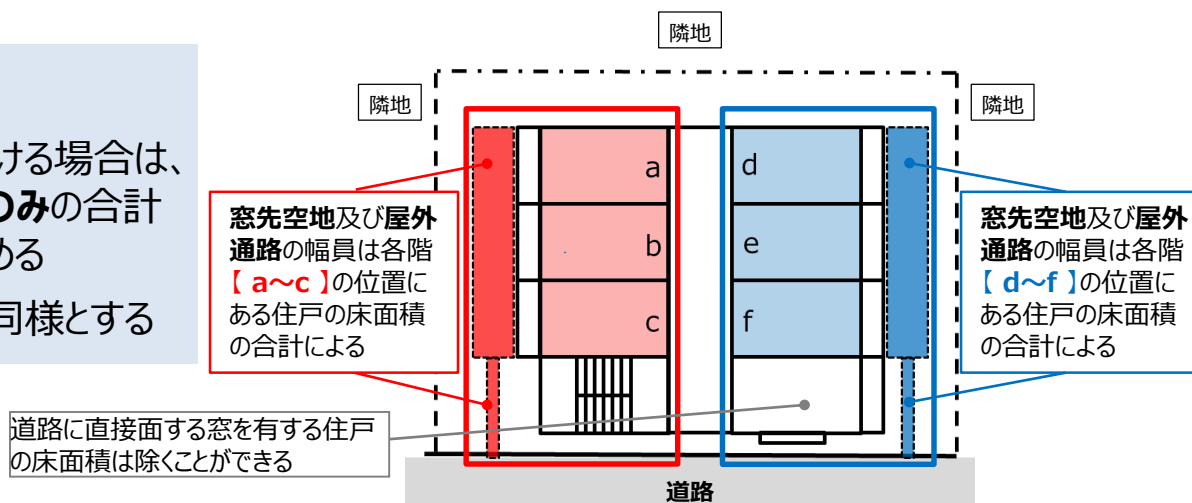 隣地
隣地
隣地
ける場合は、
のみの合計
める
同様とする
窓先空地及び屋外
通路の幅員は各階
【 a～c 】の位置に
ある住戸の床面積
の合計による
a
b
c
d
e
f
窓先空地及び屋外
通路の幅員は各階
【 d～f 】の位置に
ある住戸の床面積
の合計による
道路に直接面する窓を有する住戸
の床面積は除くことができる
道路